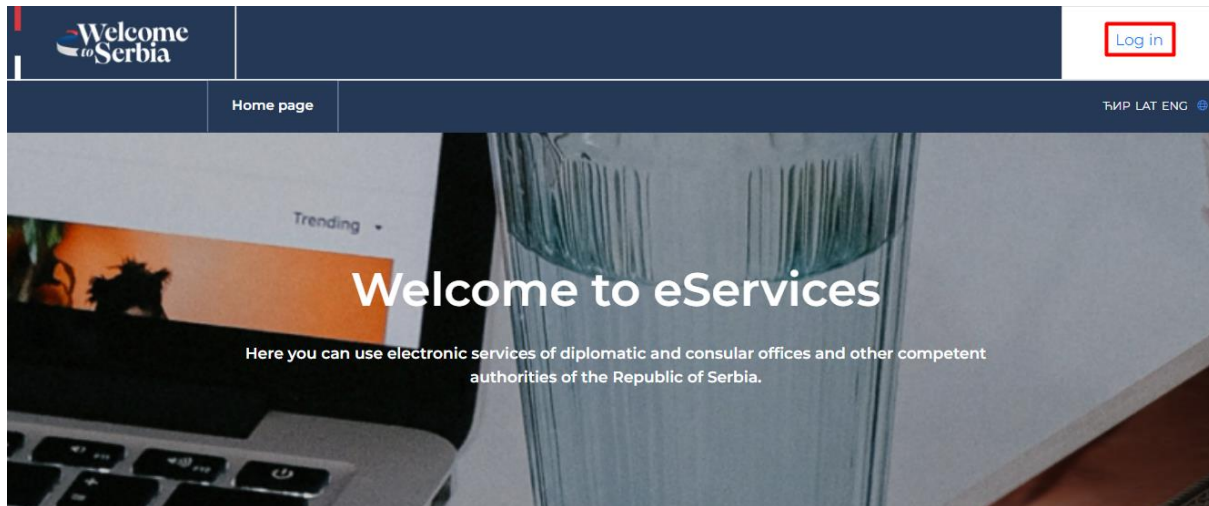 Welcome
to Serbia
Log in
Home page
ЋИР LAT ENG
Trending
Welcome to eServices
Here you can use electronic services of diplomatic and consular offices and other competent
authorities of the Republic of Serbia.